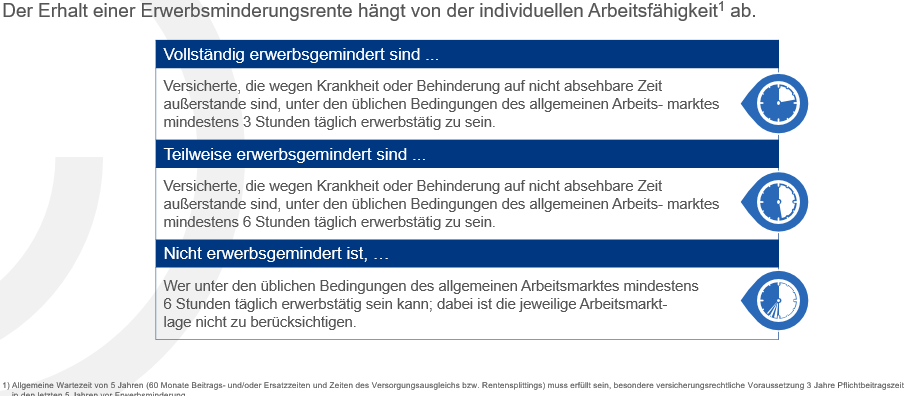 Der Erhalt einer Erwerbsminderungsrente hängt von der individuellen Arbeitsfähigkeit¹ ab.
Vollständig erwerbsgemindert sind ...
Versicherte, die wegen Krankheit oder Behinderung auf nicht absehbare Zeit
außerstande sind, unter den üblichen Bedingungen des allgemeinen Arbeits- marktes
mindestens 3 Stunden täglich erwerbstätig zu sein.
Teilweise erwerbsgemindert sind ...
Versicherte, die wegen Krankheit oder Behinderung auf nicht absehbare Zeit
außerstande sind, unter den üblichen Bedingungen des allgemeinen Arbeits- marktes
mindestens 6 Stunden täglich erwerbstätig zu sein.
Nicht erwerbsgemindert ist, …
Wer unter den üblichen Bedingungen des allgemeinen Arbeitsmarktes mindestens
6 Stunden täglich erwerbstätig sein kann; dabei ist die jeweilige Arbeitsmarkt-
lage nicht zu berücksichtigen.
1) Allgemeine Wartezeit von 5 Jahren (60 Monate Beitrags- und/oder Ersatzzeiten und Zeiten des Versorgungsausgleichs bzw. Rentensplittings) muss erfüllt sein, besondere versicherungsrechtliche Voraussetzung 3 Jahre Pflichtbeitragszeit
in den letzten 5 Jahren vor Erwerbsminderung